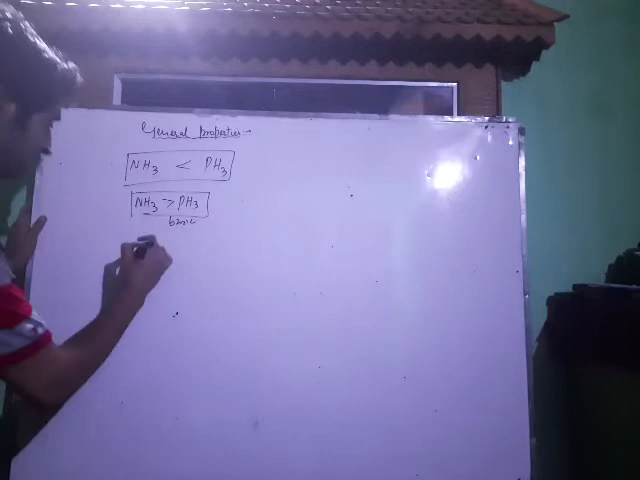 General Properties -
NH3 < PH3
NH3 > PH3
basic